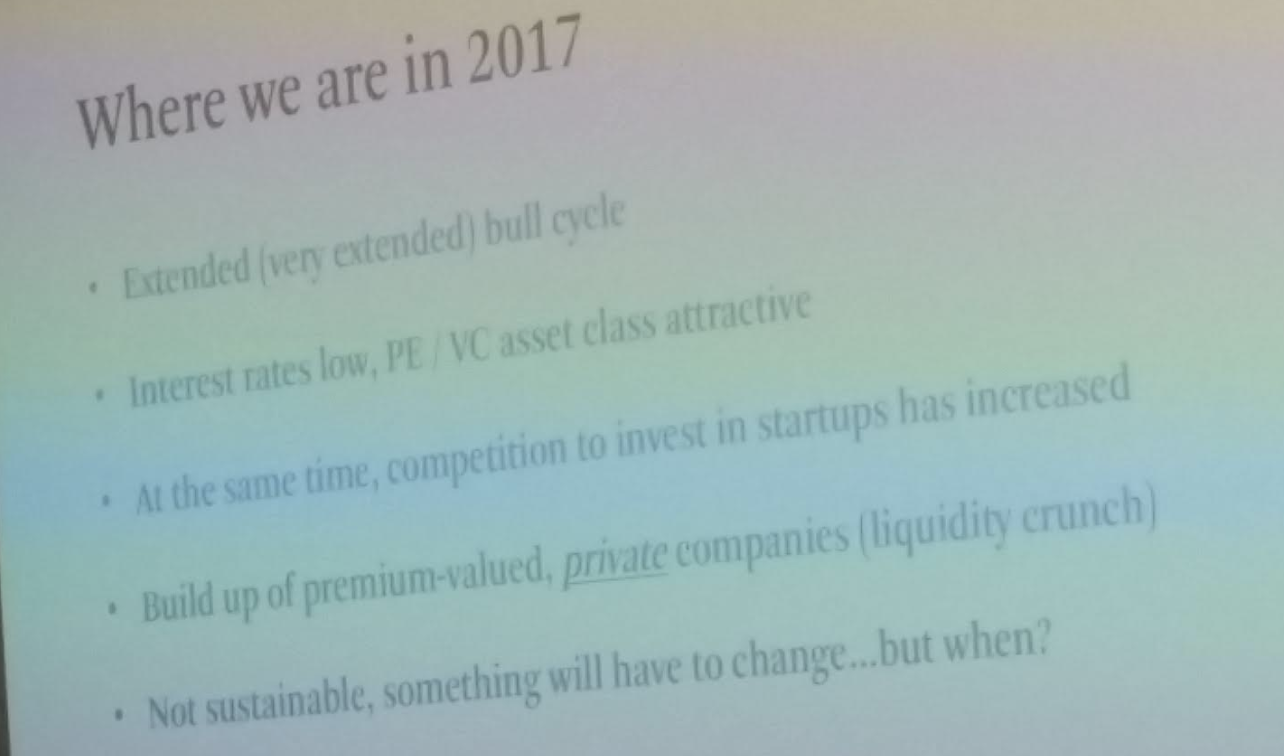 Where we are in 2017
• Extended (very extended) bull cycle
• Interest rates low, PE / VC asset class attractive
• At the same time, competition to invest in startups has increased
• Build up of premium-valued, private companies (liquidity crunch)
• Not sustainable, something will have to change...but when?